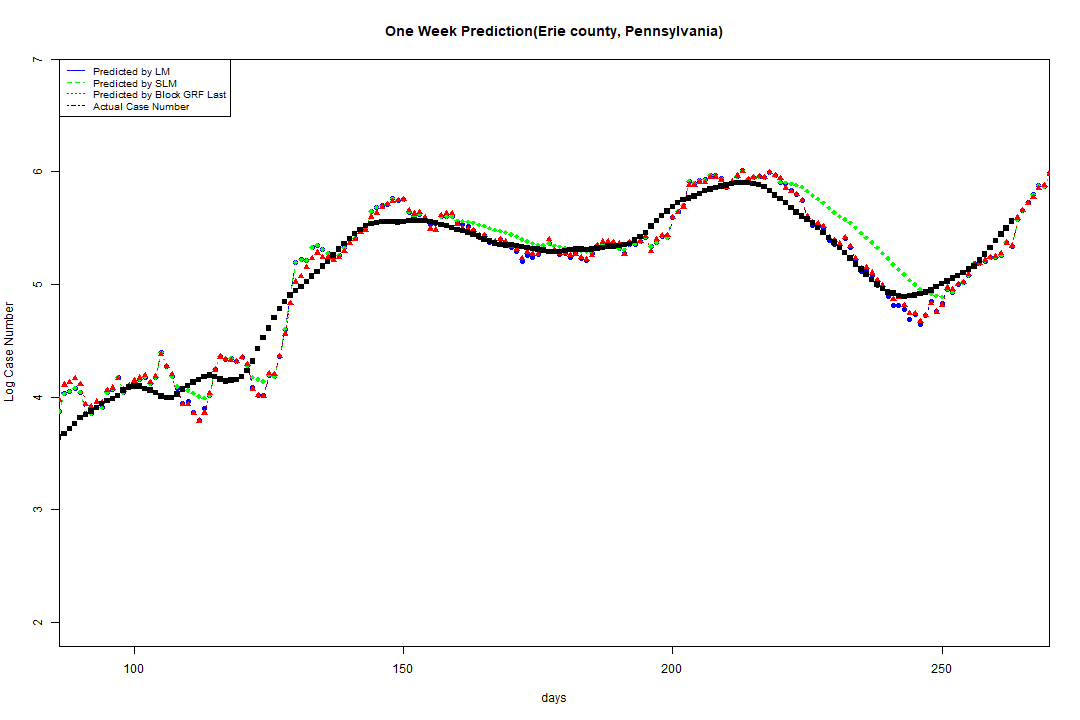 One Week Prediction(Erie county, Pennsylvania)
7
Predicted by LM
Predicted by SLM
Predicted by Block GRF Last
Actual Case Number
6
5
Log Case Number
4
3
2
100 150 200 250
days